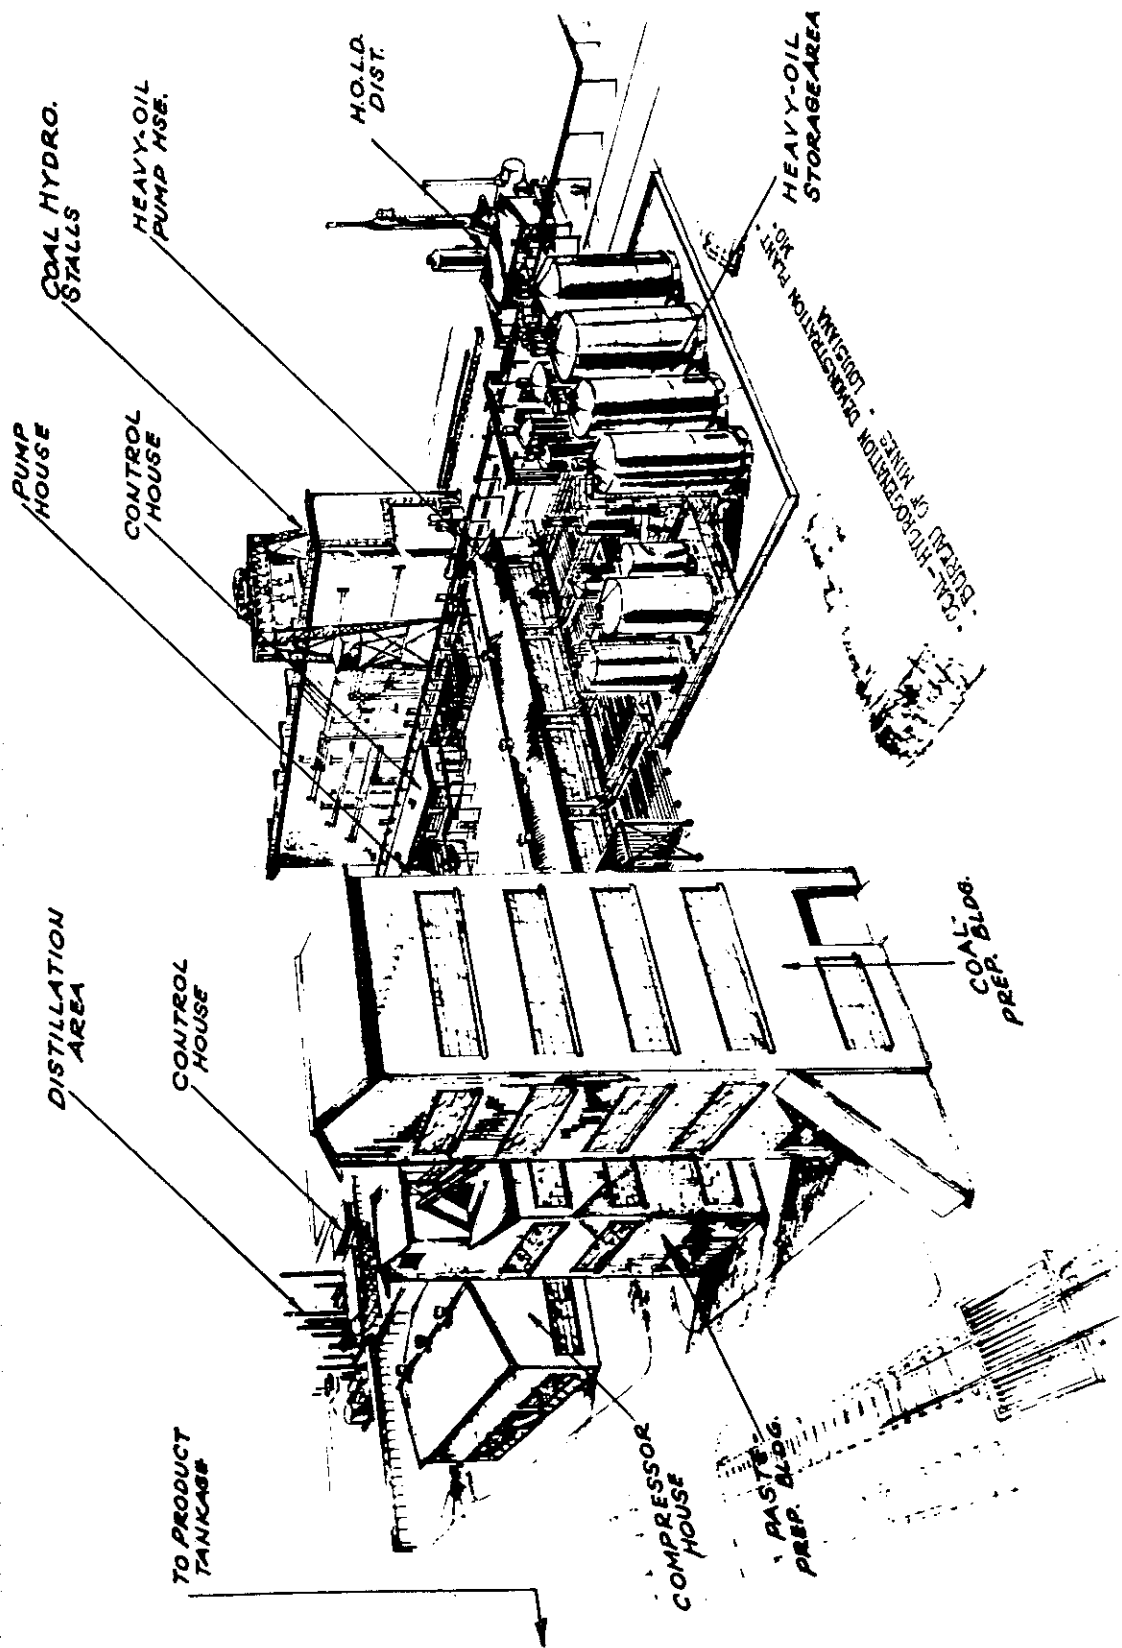 TO PRODUCT
TANKAGE
DISTILLATION
AREA
CONTROL
HOUSE
PUMP
HOUSE
CONTROL
HOUSE
COAL HYDRO.
STALLS
HEAVY-OIL
PUMP HSE.
H.O.L.D.
DIST.
COMPRESSOR
HOUSE
PASTE-
PREP. BLDG.
COAL-
PREP. BLDG.
HEAVY-OIL
STORAGE AREA
• COAL-HYDROGENATION DEMONSTRATION PLANT •
• BUREAU OF MINES • LOUISIANA MO.